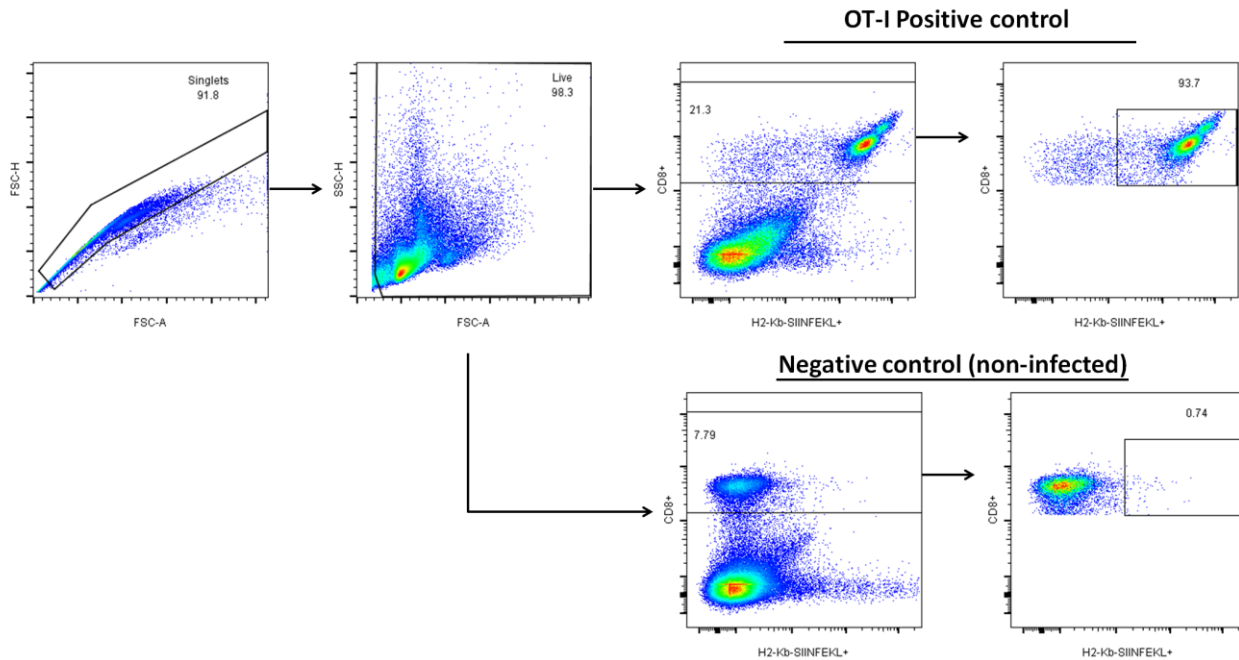 OT-I Positive control
Singlets
91.8
FSC-H
FSC-A
Live
98.3
SSC-H
FSC-A
21.3
CD8+
H2-Kb-SIINFEKL+
93.7
CD8+
H2-Kb-SIINFEKL+
Negative control (non-infected)
7.79
CD8+
H2-Kb-SIINFEKL+
0.74
CD8+
H2-Kb-SIINFEKL+